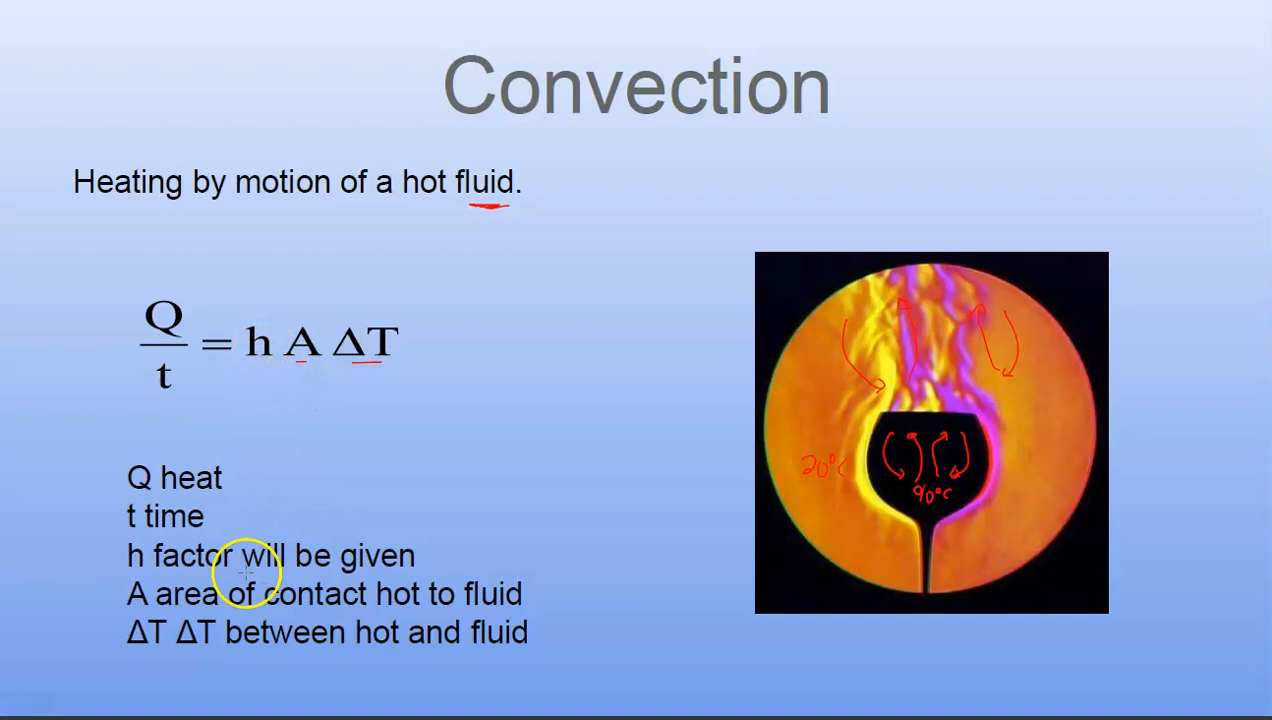 Convection
Heating by motion of a hot fluid.
Q
t
= h A ΔT
20°C
90°C
Q heat
t time
h factor will be given
A area of contact hot to fluid
ΔT ΔT between hot and fluid